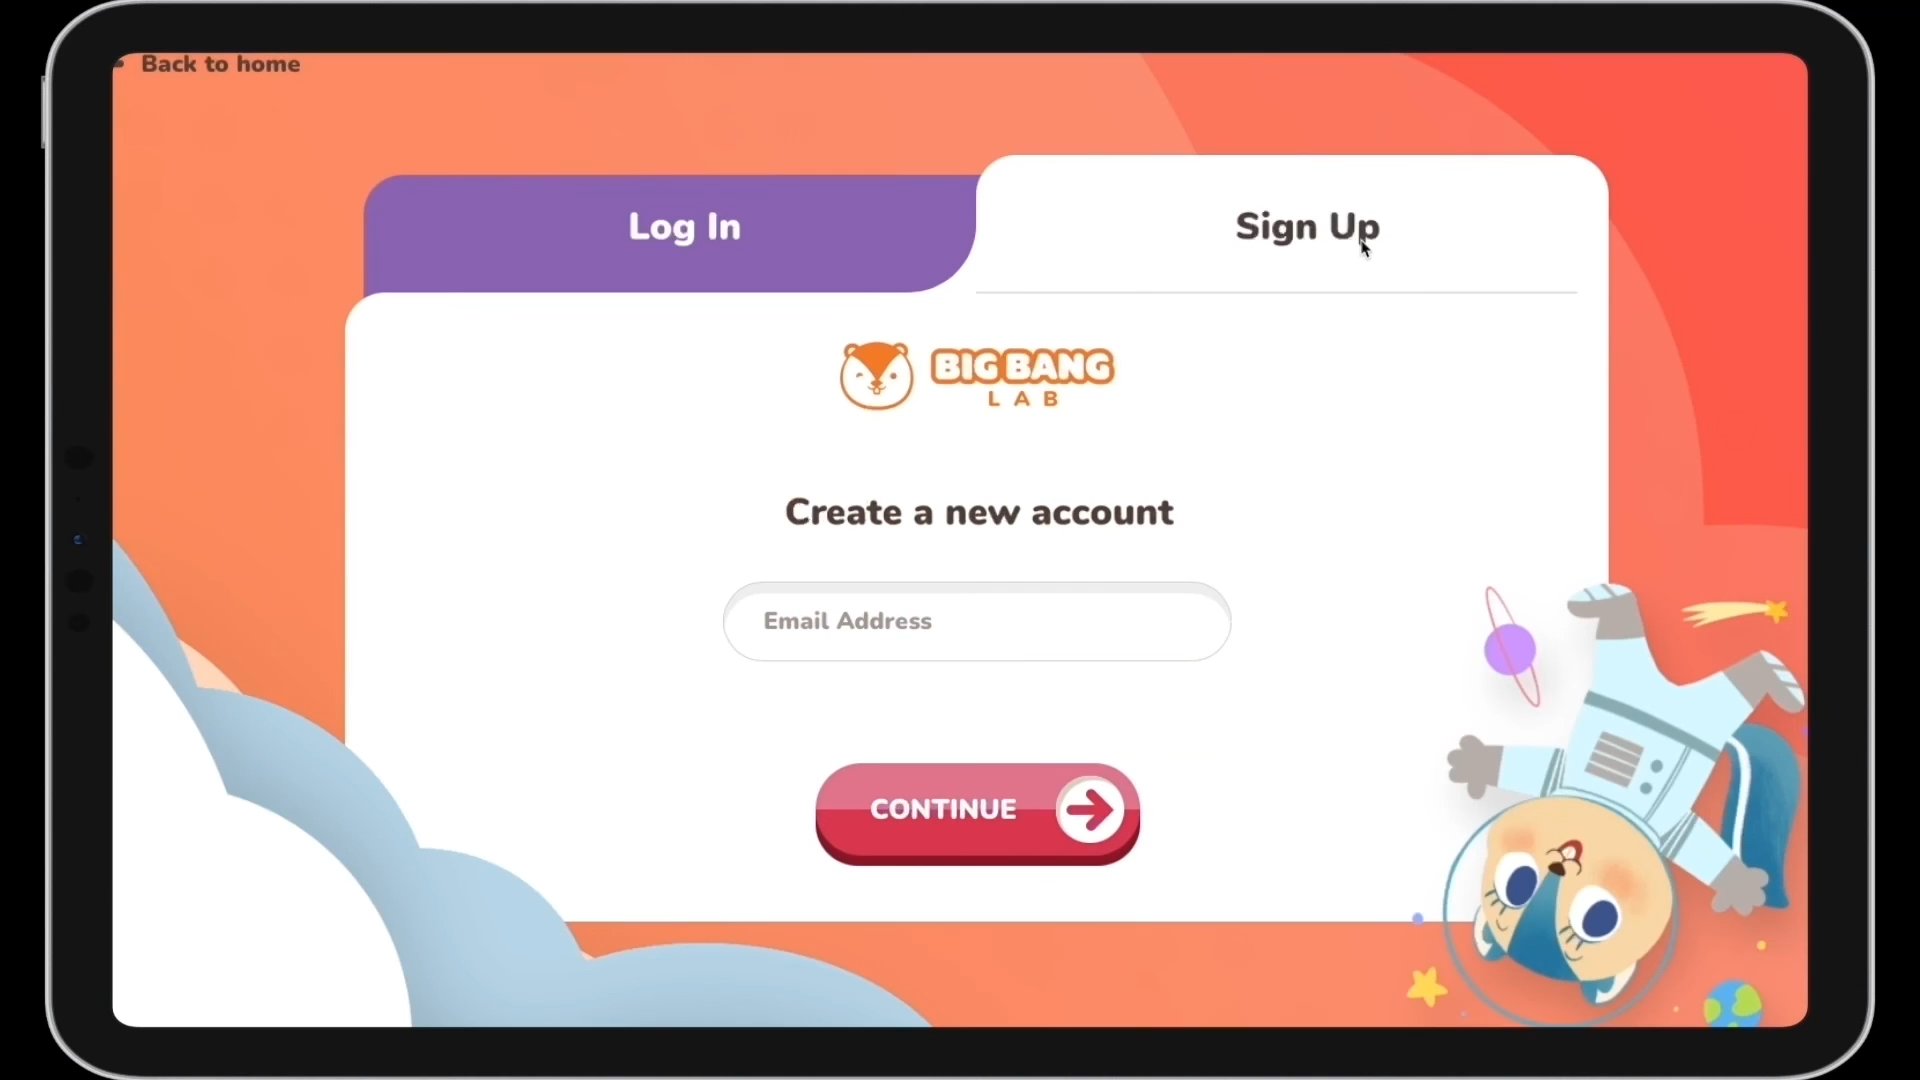 Back to home
Log In
Sign Up
BIG BANG
LAB
Create a new account
Email Address
CONTINUE